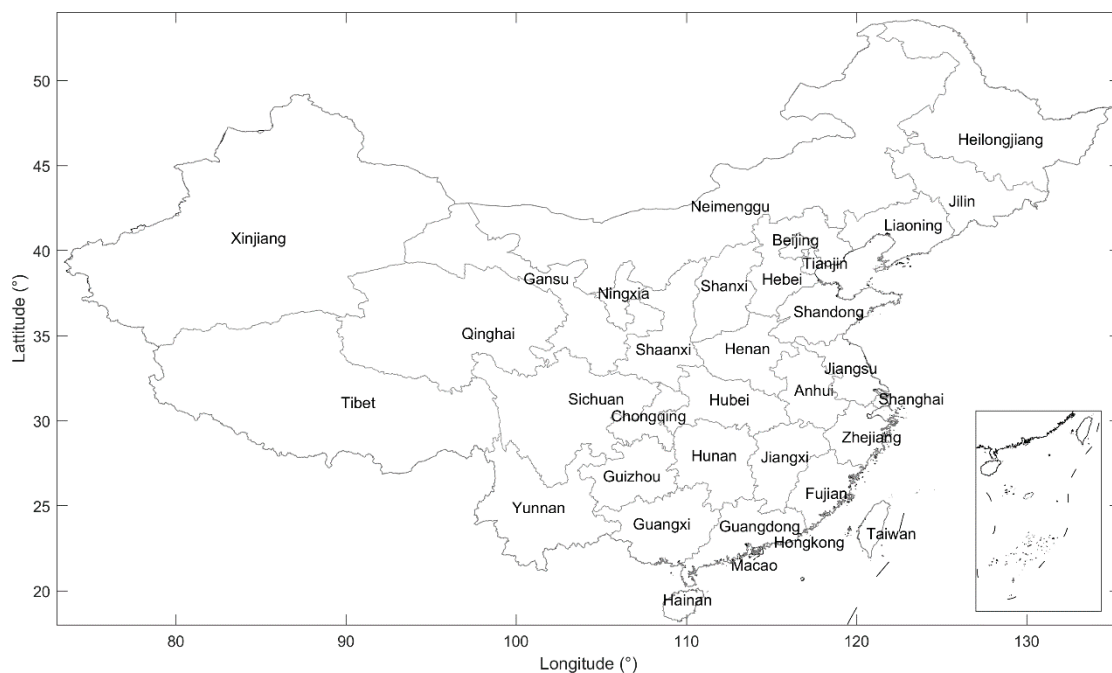 50
45
40
35
30
25
20
Lattitude (°)
80
90
100
110
120
130
Longitude (°)
Heilongjiang
Jilin
Neimenggu
Liaoning
Xinjiang
Beijing
Tianjin
Gansu
Ningxia
Shanxi
Hebei
Shandong
Qinghai
Shaanxi
Henan
Jiangsu
Tibet
Sichuan
Chongqing
Hubei
Anhui
Shanghai
Zhejiang
Hunan
Jiangxi
Guizhou
Yunnan
Fujian
Guangxi
Guangdong
Hongkong
Taiwan
Macao
Hainan